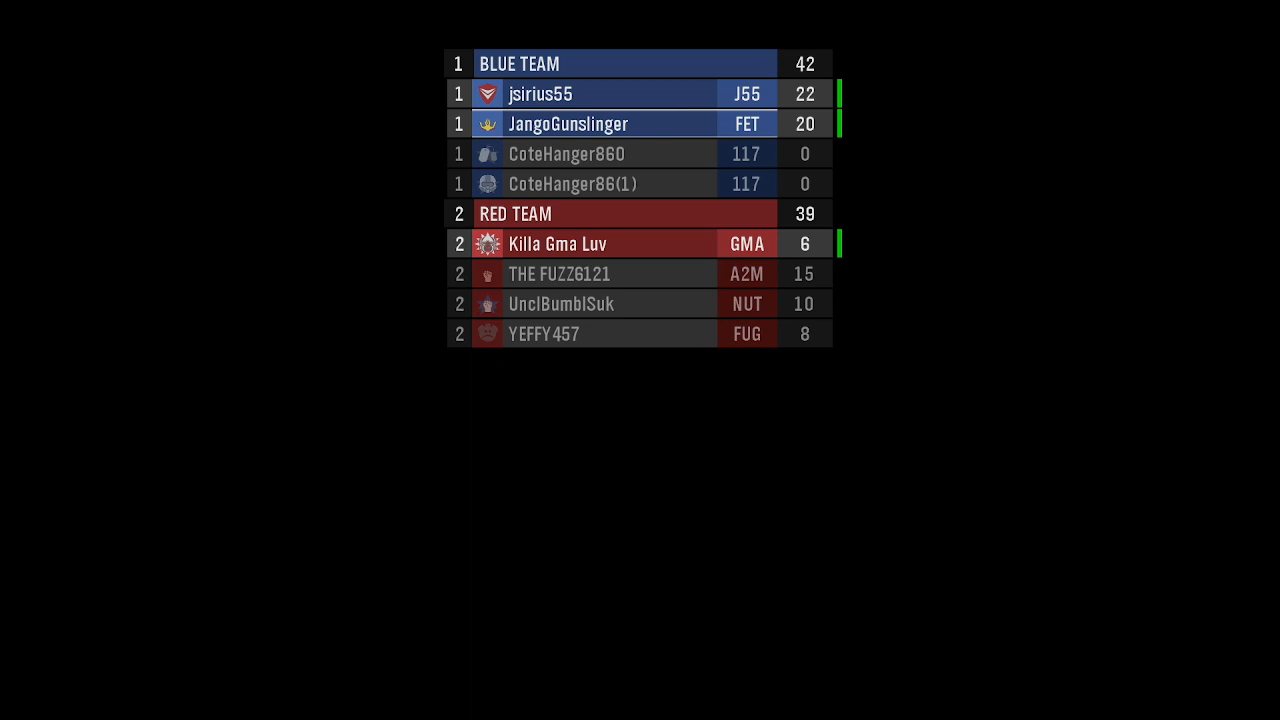 1 BLUE TEAM 42
1 jsirius55 J55 22
1 JangoGunslinger FET 20
1 CoteHanger860 117 0
1 CoteHanger86(1) 117 0
2 RED TEAM 39
2 Killa Gma Luv GMA 6
2 THE FUZZ6121 A2M 15
2 UnclBumblSuk NUT 10
2 YEFFY457 FUG 8